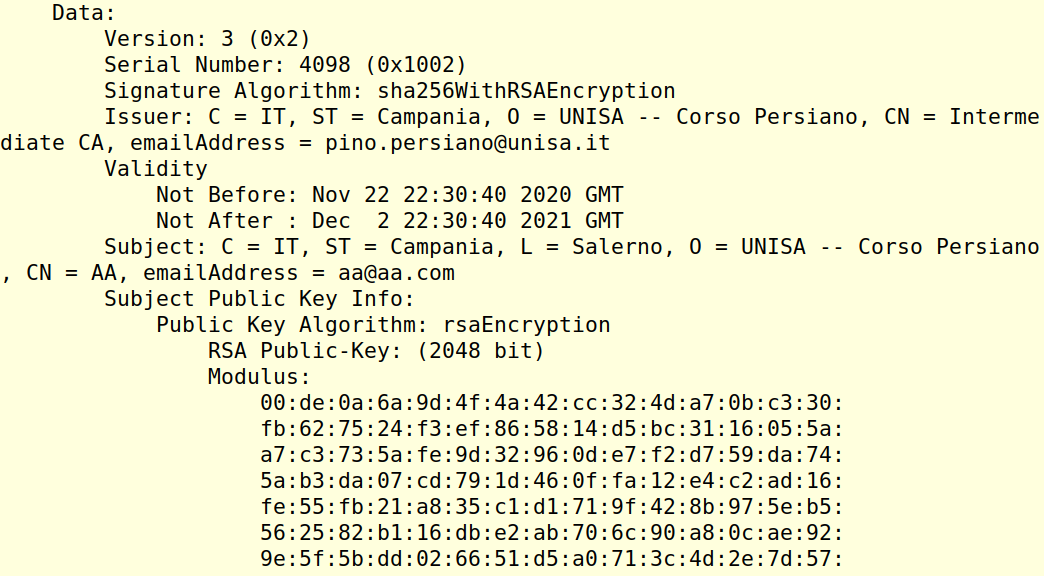 Data:
Version: 3 (0x2)
Serial Number: 4098 (0x1002)
Signature Algorithm: sha256WithRSAEncryption
Issuer: C = IT, ST = Campania, O = UNISA -- Corso Persiano, CN = Interme
diate CA, emailAddress = pino.persiano@unisa.it
Validity
Not Before: Nov 22 22:30:40 2020 GMT
Not After : Dec  2 22:30:40 2021 GMT
Subject: C = IT, ST = Campania, L = Salerno, O = UNISA -- Corso Persiano
, CN = AA, emailAddress = aa@aa.com
Subject Public Key Info:
Public Key Algorithm: rsaEncryption
RSA Public-Key: (2048 bit)
Modulus:
00:de:0a:6a:9d:4f:4a:42:cc:32:4d:a7:0b:c3:30:
fb:62:75:24:f3:ef:86:58:14:d5:bc:31:16:05:5a:
a7:c3:73:5a:fe:9d:32:96:0d:e7:f2:d7:59:da:74:
5a:b3:da:07:cd:79:1d:46:0f:fa:12:e4:c2:ad:16:
fe:55:fb:21:a8:35:c1:d1:71:9f:42:8b:97:5e:b5:
56:25:82:b1:16:db:e2:ab:70:6c:90:a8:0c:ae:92:
9e:5f:5b:dd:02:66:51:d5:a0:71:3c:4d:2e:7d:57: